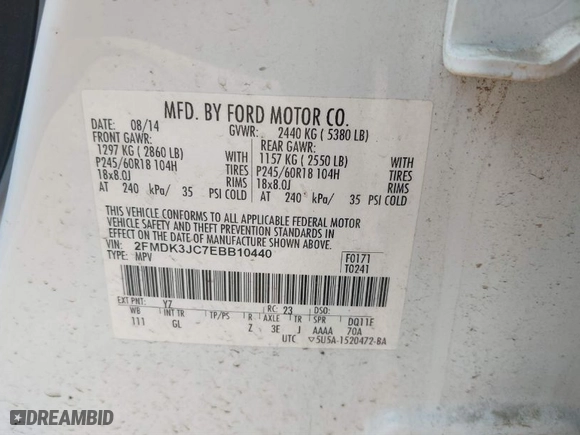 MFD. BY FORD MOTOR CO.
DATE: 08/14 GVWR: 2440 KG ( 5380 LB)
FRONT GAWR: REAR GAWR:
1297 KG ( 2860 LB) WITH 1157 KG ( 2550 LB) WITH
P245/60R18 104H TIRES P245/60R18 104H TIRES
18x8.0J RIMS 18x8.0J RIMS
AT 240 kPa/ 35 PSI COLD AT 240 kPa/ 35 PSI COLD
THIS VEHICLE CONFORMS TO ALL APPLICABLE FEDERAL MOTOR
VEHICLE SAFETY AND THEFT PREVENTION STANDARDS IN
EFFECT ON THE DATE OF MANUFACTURE SHOWN ABOVE.
VIN: 2FMDK3JC7EBB10440 F0171
TYPE: MPV T0241
EXT PNT: YZ RC: 23 DSO:
WB INT TR TP/PS R AXLE TR SPR DQ11E
111 GL Z 3E J AAAA 70A
UTC ▽5U5A-1520472-BA
DREAMBID